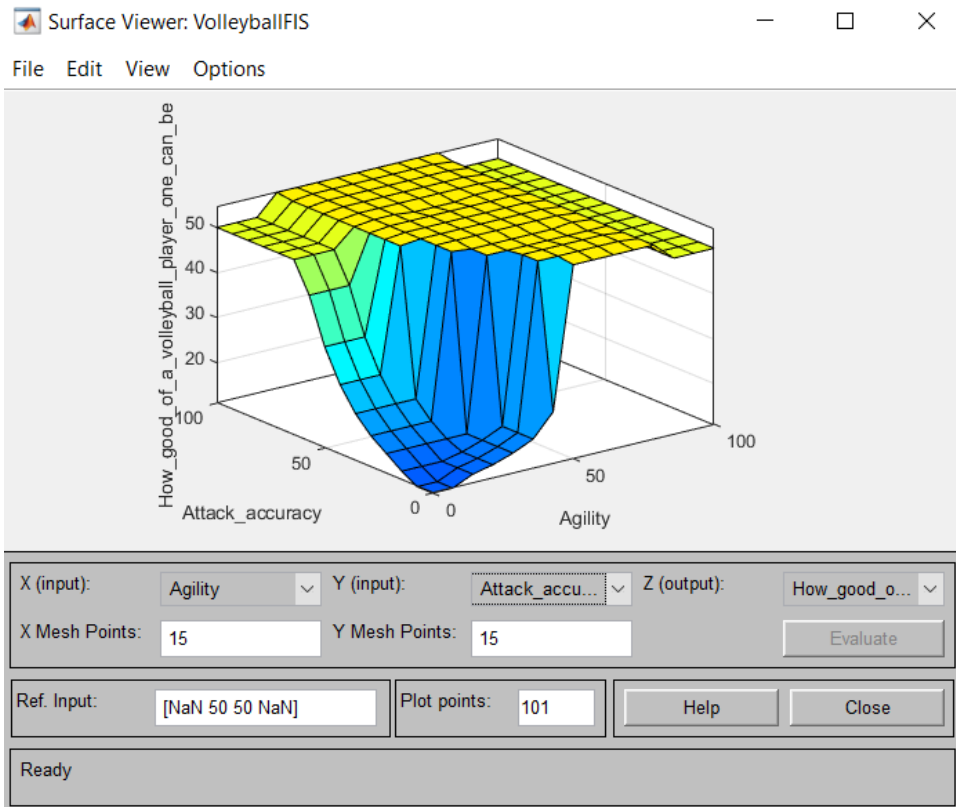 Surface Viewer: VolleyballFIS
File Edit View Options
How_good_of_a_volleyball_player_one_can_be
50
40
30
20
100
50
0
Attack_accuracy
0
50
100
Agility
X (input): Agility Y (input): Attack_accu... Z (output): How_good_o...
X Mesh Points: 15 Y Mesh Points: 15 Evaluate
Ref. Input: [NaN 50 50 NaN] Plot points: 101 Help Close
Ready